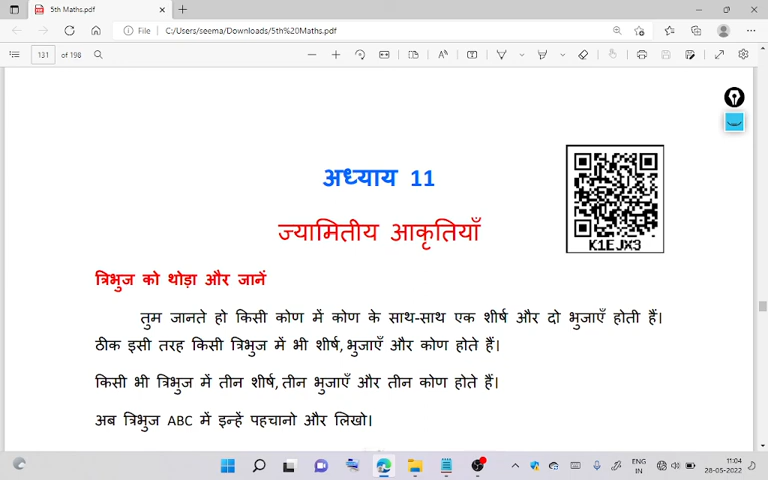 5th Maths.pdf
File C:/Users/seema/Downloads/5th%20Maths.pdf
131 of 198
अध्याय 11
ज्यामितीय आकृतियाँ
K1EJX3
त्रिभुज को थोड़ा और जानें
तुम जानते हो किसी कोण में कोण के साथ-साथ एक शीर्ष और दो भुजाएँ होती हैं।
ठीक इसी तरह किसी त्रिभुज में भी शीर्ष, भुजाएँ और कोण होते हैं।
किसी भी त्रिभुज में तीन शीर्ष, तीन भुजाएँ और तीन कोण होते हैं।
अब त्रिभुज ABC में इन्हें पहचानो और लिखो।
ENG 11:04
IN 28-05-2022